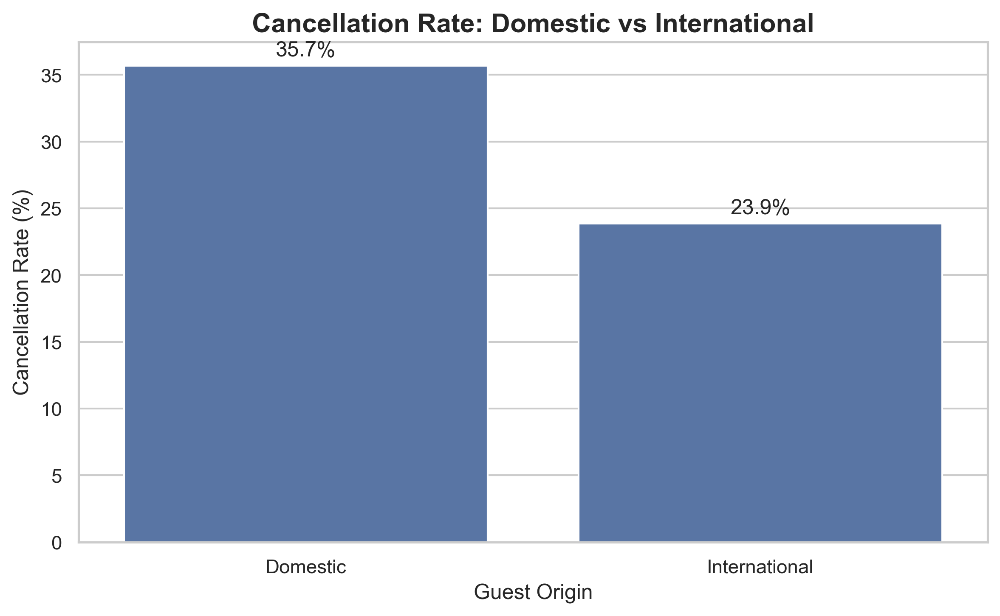 Cancellation Rate: Domestic vs International
35.7%
23.9%
Cancellation Rate (%)
35
30
25
20
15
10
5
0
Domestic
International
Guest Origin